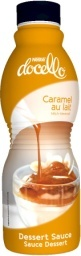 Nestlé
docello
Caramel
au lait
Dessert Sauce
Sauce Dessert